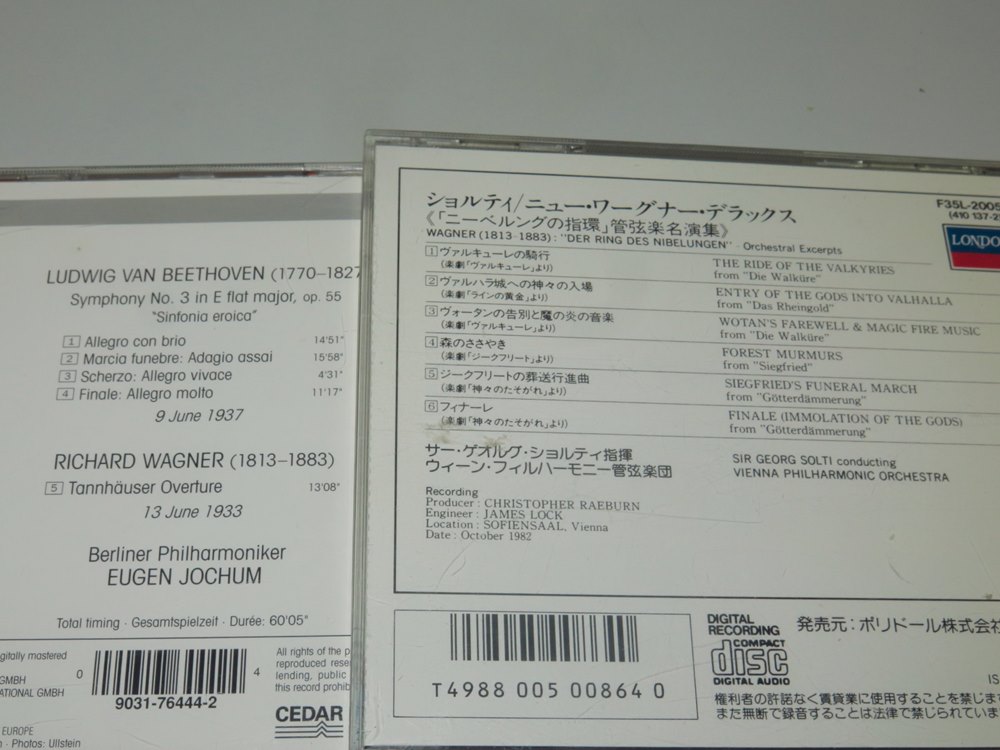 LUDWIG VAN BEETHOVEN (1770–1827
Symphony No. 3 in E flat major, op. 55
"Sinfonia eroica"
1 Allegro con brio 14'51"
2 Marcia funebre: Adagio assai 15'58"
3 Scherzo: Allegro vivace 4'31"
4 Finale: Allegro molto 11'17"
9 June 1937
RICHARD WAGNER (1813–1883)
5 Tannhäuser Overture 13'08"
13 June 1933
Berliner Philharmoniker
EUGEN JOCHUM
Total timing · Gesamtspielzeit · Durée: 60'05"
gitally mastered
GMBH
ATIONAL GMBH
0 4
9031-76444-2
All rights of the p
reproduced rese
lending, public
this record prohib
CEDAR
EUROPE
n · Photos: Ullstein
ショルティ/ニュー・ワーグナー・デラックス
《「ニーベルングの指環」管弦楽名演集》
WAGNER (1813-1883) : "DER RING DES NIBELUNGEN" - Orchestral Excerpts
F35L-2005
(410 137-2
LONDO
1 ヴァルキューレの騎行 THE RIDE OF THE VALKYRIES
(楽劇「ヴァルキューレ」より) from "Die Walküre"
2 ヴァルハラ城への神々の入場 ENTRY OF THE GODS INTO VALHALLA
(楽劇「ラインの黄金」より) from "Das Rheingold"
3 ヴォータンの告別と魔の炎の音楽 WOTAN'S FAREWELL & MAGIC FIRE MUSIC
(楽劇「ヴァルキューレ」より) from "Die Walküre"
4 森のささやき FOREST MURMURS
(楽劇「ジークフリート」より) from "Siegfried"
5 ジークフリートの葬送行進曲 SIEGFRIED'S FUNERAL MARCH
(楽劇「神々のたそがれ」より) from "Götterdämmerung"
6 フィナーレ FINALE (IMMOLATION OF THE GODS)
(楽劇「神々のたそがれ」より) from "Götterdämmerung"
サー・ゲオルグ・ショルティ指揮 SIR GEORG SOLTI conducting
ウィーン・フィルハーモニー管弦楽団 VIENNA PHILHARMONIC ORCHESTRA
Recording
Producer : CHRISTOPHER RAEBURN
Engineer : JAMES LOCK
Location : SOFIENSAAL, Vienna
Date : October 1982
T4988 005 00864 0
DIGITAL RECORDING
COMPACT
disc
DIGITAL AUDIO
発売元：ポリドール株式会社
IS
権利者の許諾なく賃貸業に使用することを禁じま
また無断で録音することは法律で禁じられていま